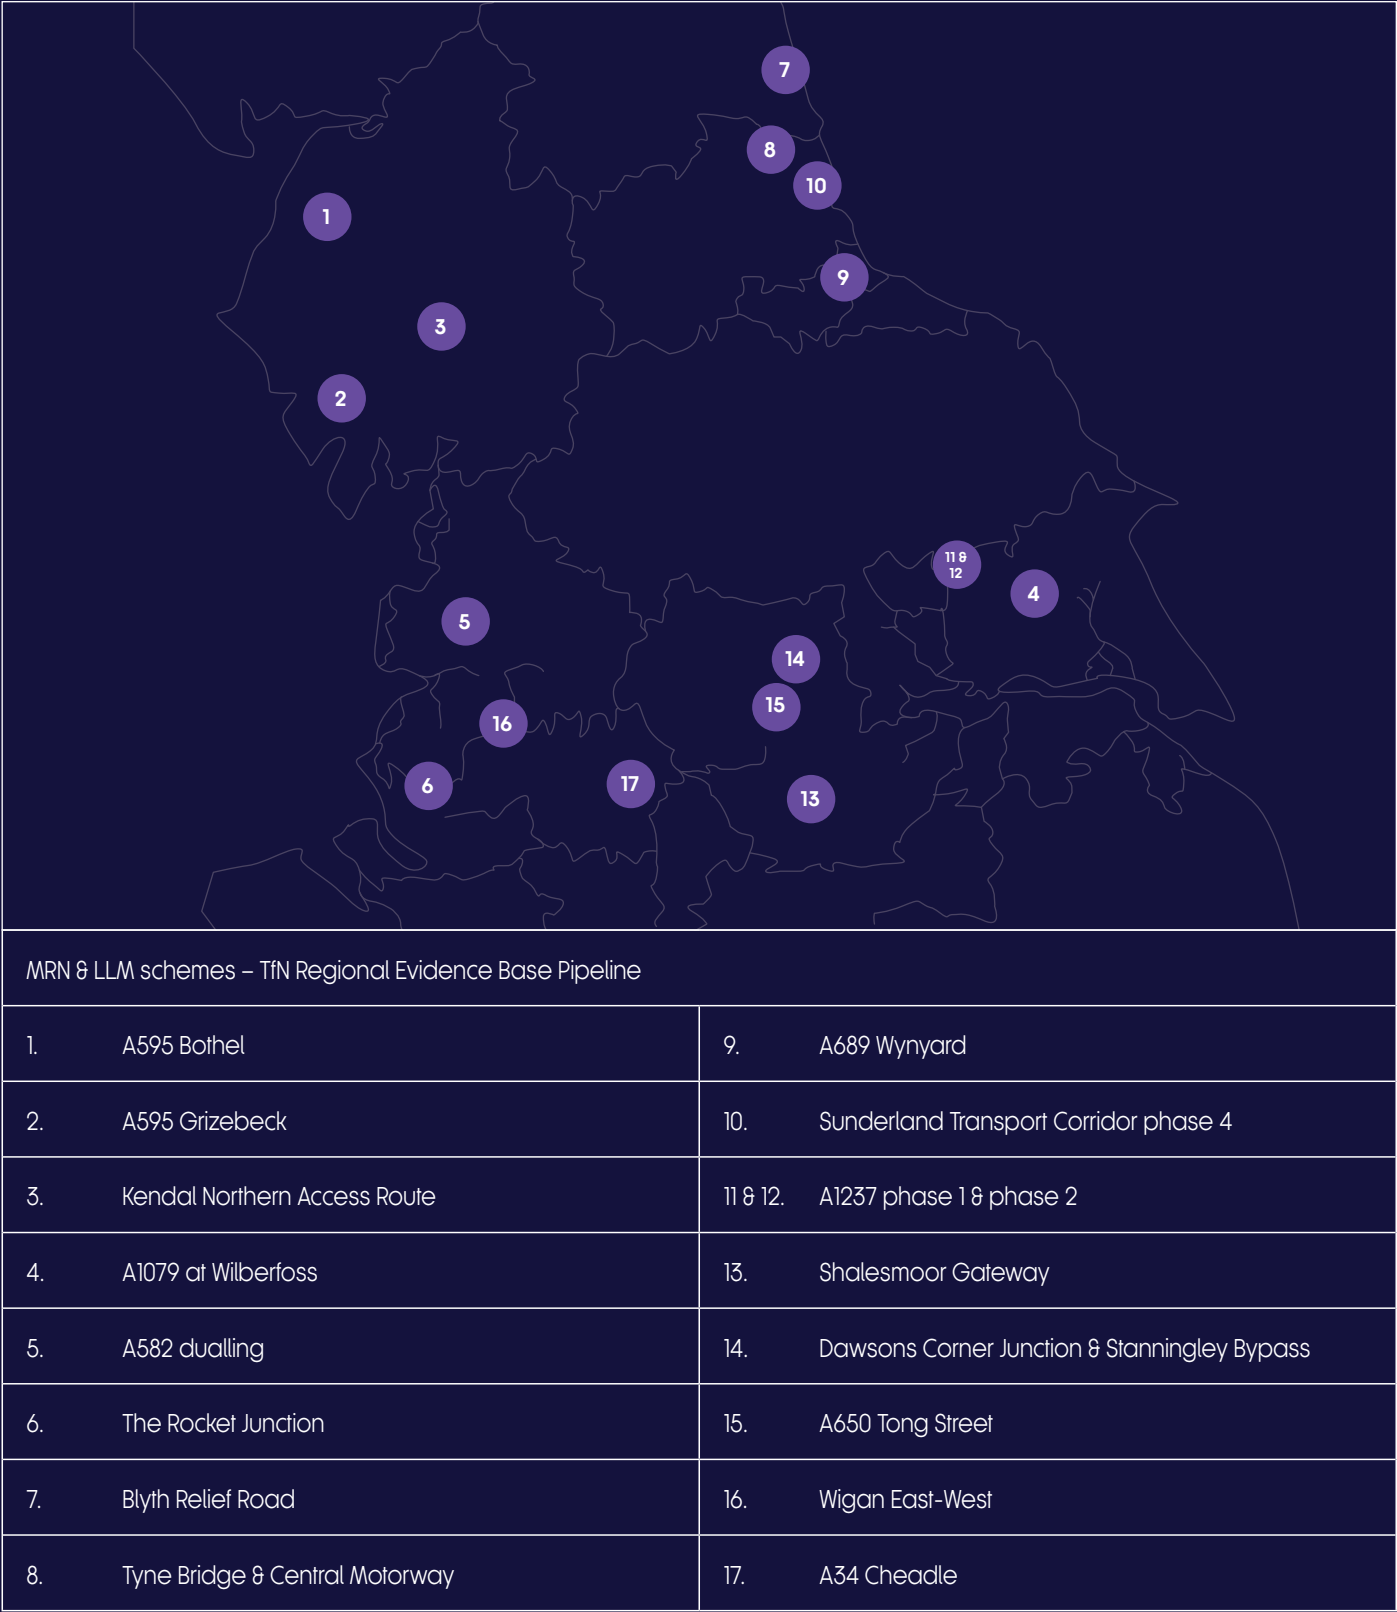 7
8
10
1
9
3
2
11 &
12
4
5
14
15
16
17
6
13
MRN & LLM schemes – TfN Regional Evidence Base Pipeline
1. A595 Bothel
9. A689 Wynyard
2. A595 Grizebeck
10. Sunderland Transport Corridor phase 4
3. Kendal Northern Access Route
11 & 12. A1237 phase 1 & phase 2
4. A1079 at Wilberfoss
13. Shalesmoor Gateway
5. A582 dualling
14. Dawsons Corner Junction & Stanningley Bypass
6. The Rocket Junction
15. A650 Tong Street
7. Blyth Relief Road
16. Wigan East-West
8. Tyne Bridge & Central Motorway
17. A34 Cheadle